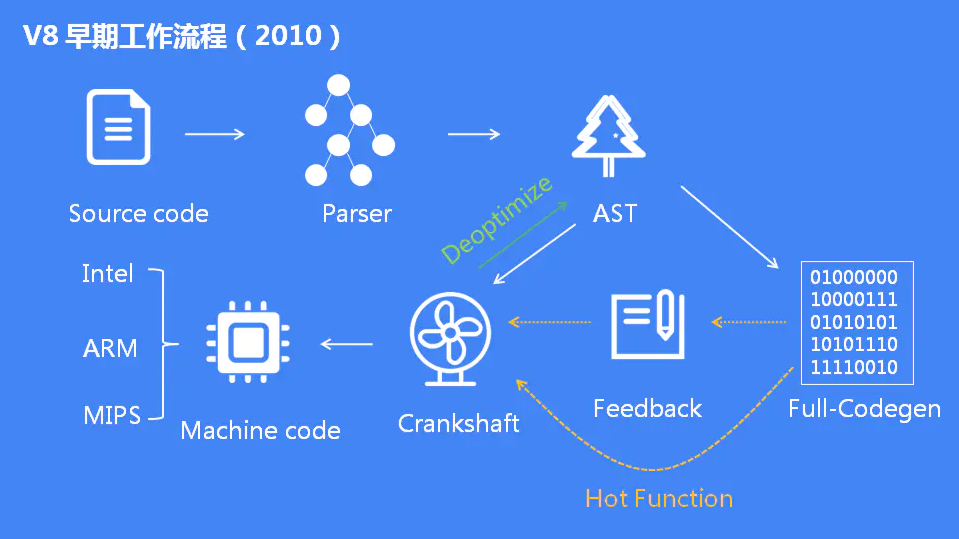 V8 早期工作流程（2010）
Source code
Parser
AST
Deoptimize
Intel
ARM
MIPS
Machine code
Crankshaft
Feedback
01000000
10000111
01010101
10101110
11110010
Full-Codegen
Hot Function